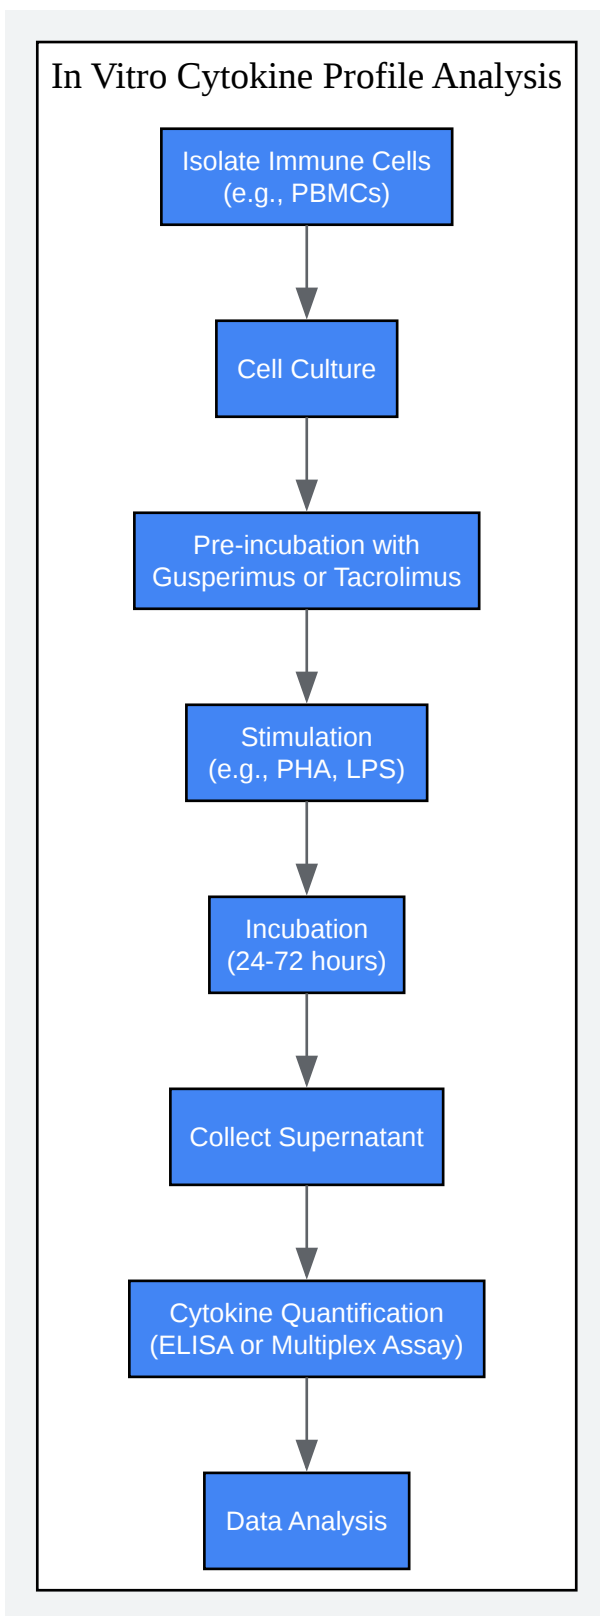 In Vitro Cytokine Profile Analysis
Isolate Immune Cells
(e.g., PBMCs)
Cell Culture
Pre-incubation with
Gusperimus or Tacrolimus
Stimulation
(e.g., PHA, LPS)
Incubation
(24-72 hours)
Collect Supernatant
Cytokine Quantification
(ELISA or Multiplex Assay)
Data Analysis